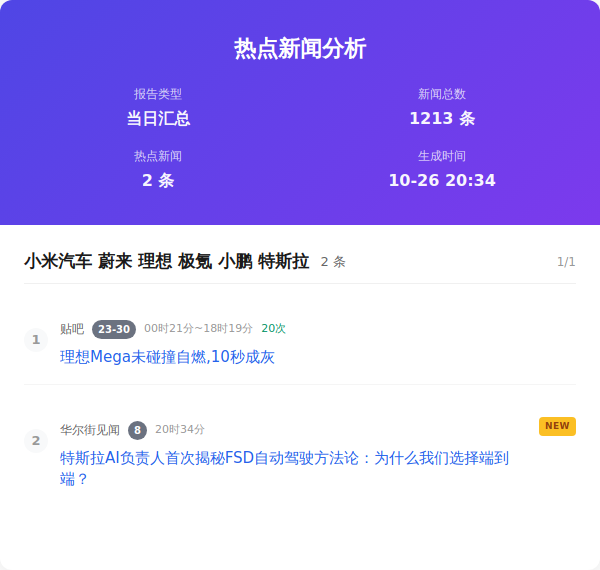 热点新闻分析
报告类型
新闻总数
当日汇总
1213 条
热点新闻
生成时间
2 条
10-26 20:34
小米汽车 蔚来 理想 极氪 小鹏 特斯拉 2 条 1/1
1
贴吧 23-30 00时21分~18时19分 20次
理想Mega未碰撞自燃,10秒成灰
2
华尔街见闻 8 20时34分 NEW
特斯拉AI负责人首次揭秘FSD自动驾驶方法论：为什么我们选择端到
端？